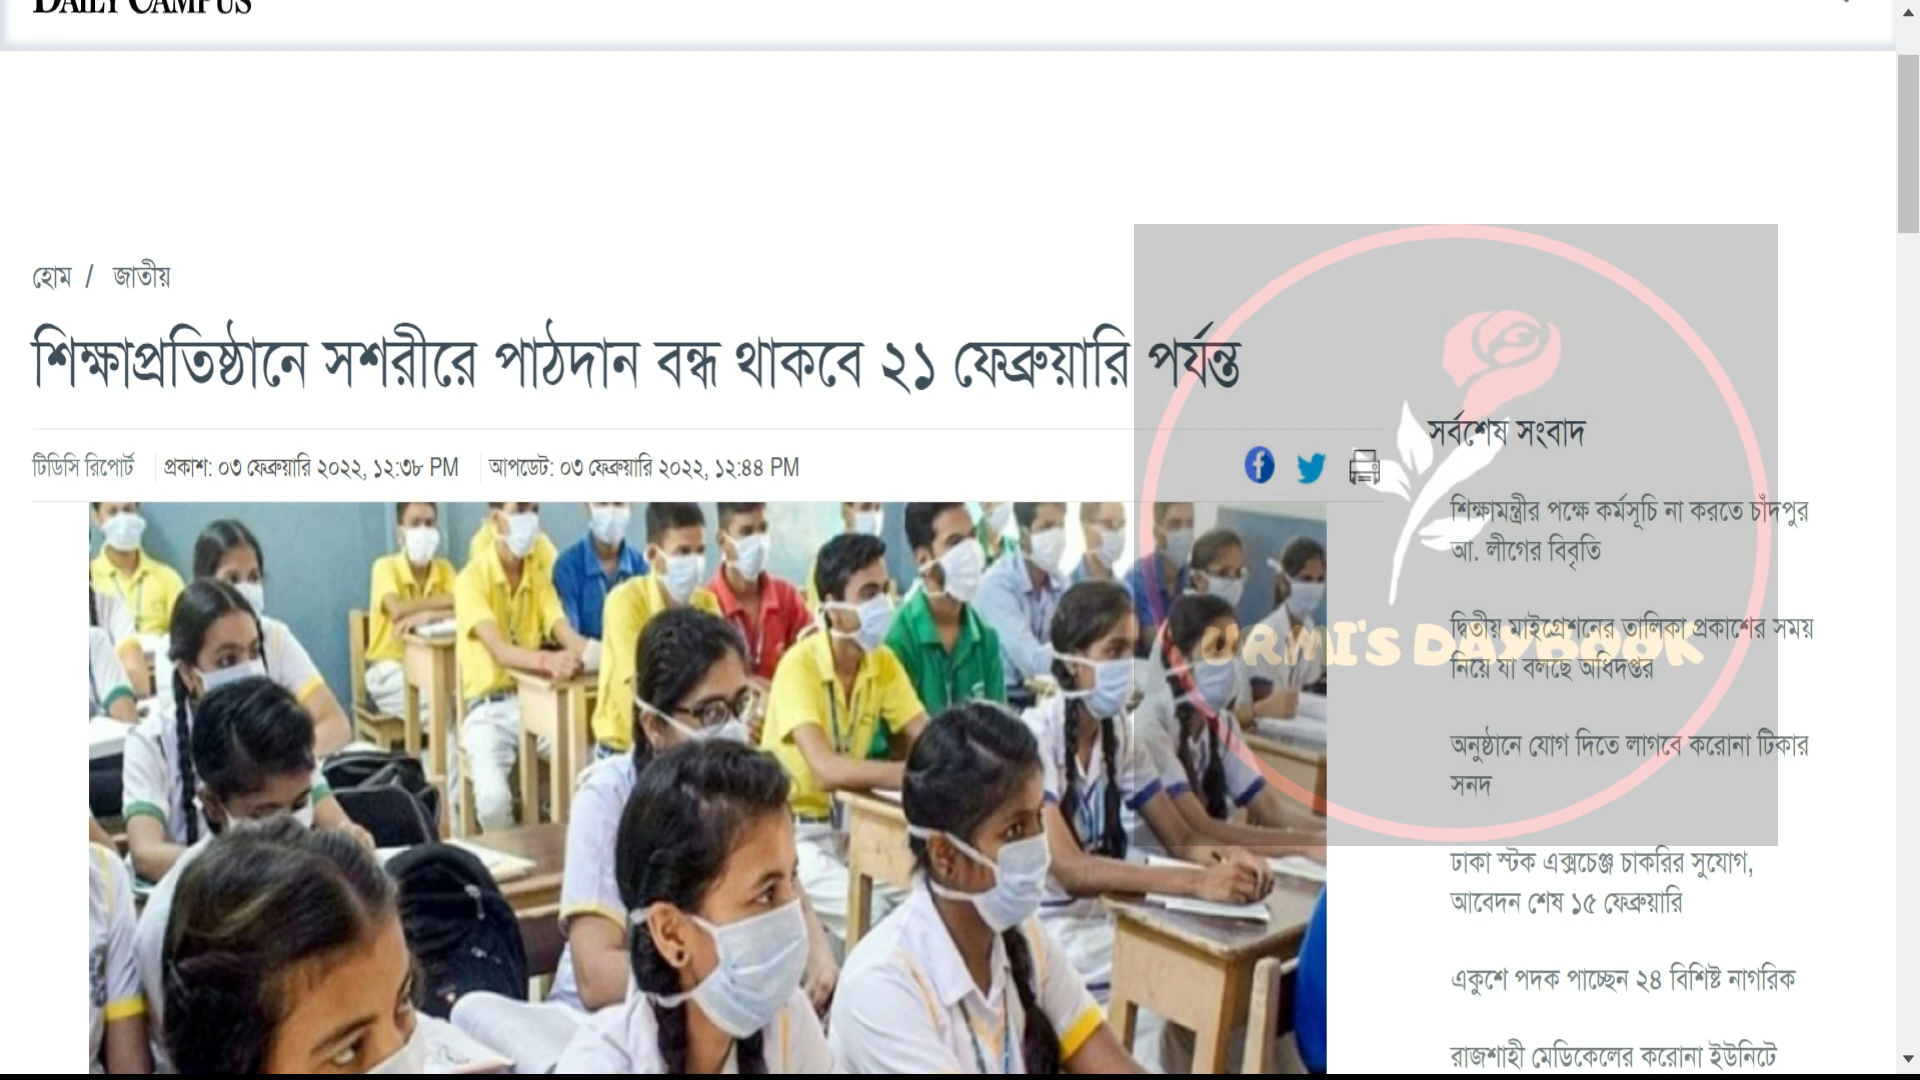 DAILY CAMPUS
হোম / জাতীয়
শিক্ষাপ্রতিষ্ঠানে সশরীরে পাঠদান বন্ধ থাকবে ২১ ফেব্রুয়ারি পর্যন্ত
টিডিসি রিপোর্ট প্রকাশ: ০৩ ফেব্রুয়ারি ২০২২, ১২:৩৮ PM আপডেট: ০৩ ফেব্রুয়ারি ২০২২, ১২:৪৪ PM
সর্বশেষ সংবাদ
শিক্ষামন্ত্রীর পক্ষে কর্মসূচি না করতে চাঁদপুর
আ. লীগের বিবৃতি
দ্বিতীয় মাইগ্রেশনের তালিকা প্রকাশের সময়
নিয়ে যা বলছে অধিদপ্তর
অনুষ্ঠানে যোগ দিতে লাগবে করোনা টিকার
সনদ
ঢাকা স্টক এক্সচেঞ্জে চাকরির সুযোগ,
আবেদন শেষ ১৫ ফেব্রুয়ারি
একুশে পদক পাচ্ছেন ২৪ বিশিষ্ট নাগরিক
রাজশাহী মেডিকেলের করোনা ইউনিটে
URMI'S DAYBOOK